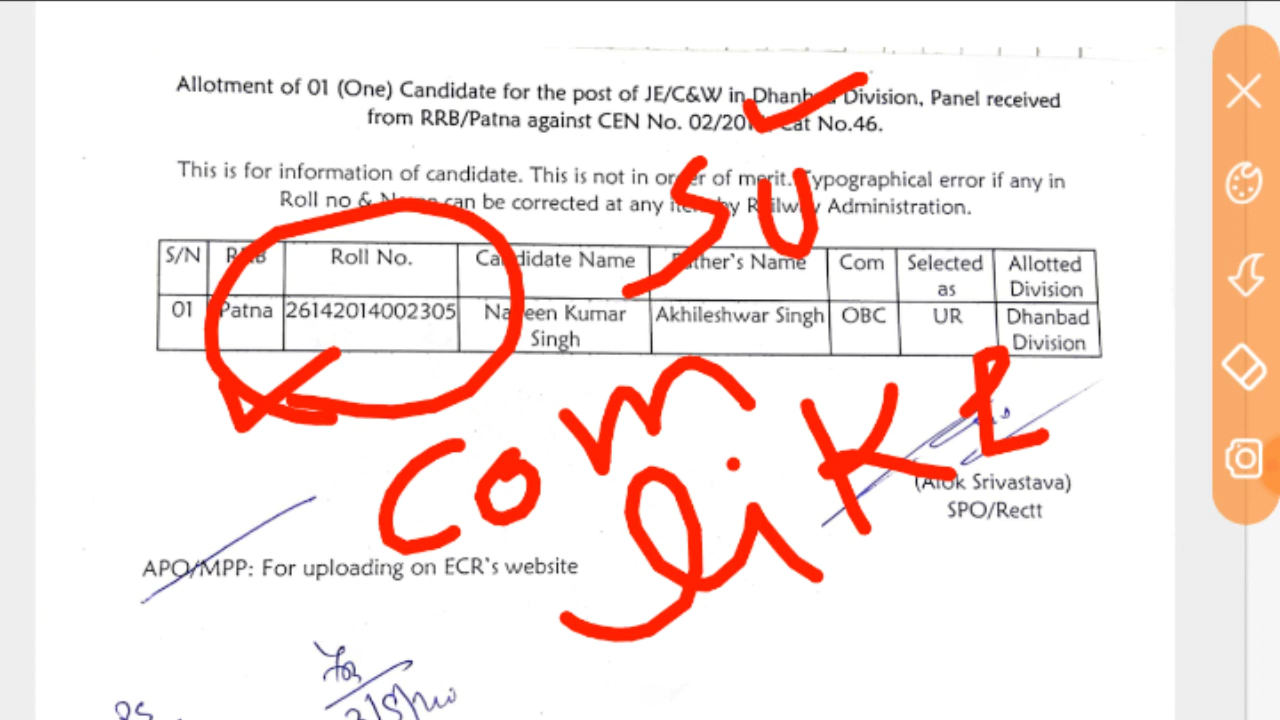 Allotment of 01 (One) Candidate for the post of JE/C&W in Dhanbad Division, Panel received
from RRB/Patna against CEN No. 02/201 Cat No.46.
This is for information of candidate. This is not in order of merit. Typographical error if any in
Roll no & Name can be corrected at any by Railway Administration.
S/N RRB Roll No. Candidate Name Father's Name Com Selected as Allotted Division
01 Patna 26142014002305 Naveen Kumar Singh Akhileshwar Singh OBC UR Dhanbad Division
SU
com
like
(Alok Srivastava)
SPO/Rectt
APO/MPP: For uploading on ECR's website